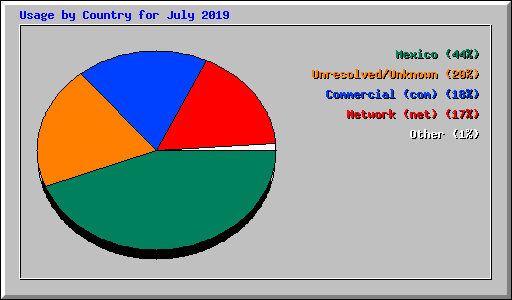 Usage by Country for July 2019
Mexico (44%)
Unresolved/Unknown (20%)
Commercial (com) (18%)
Network (net) (17%)
Other (1%)